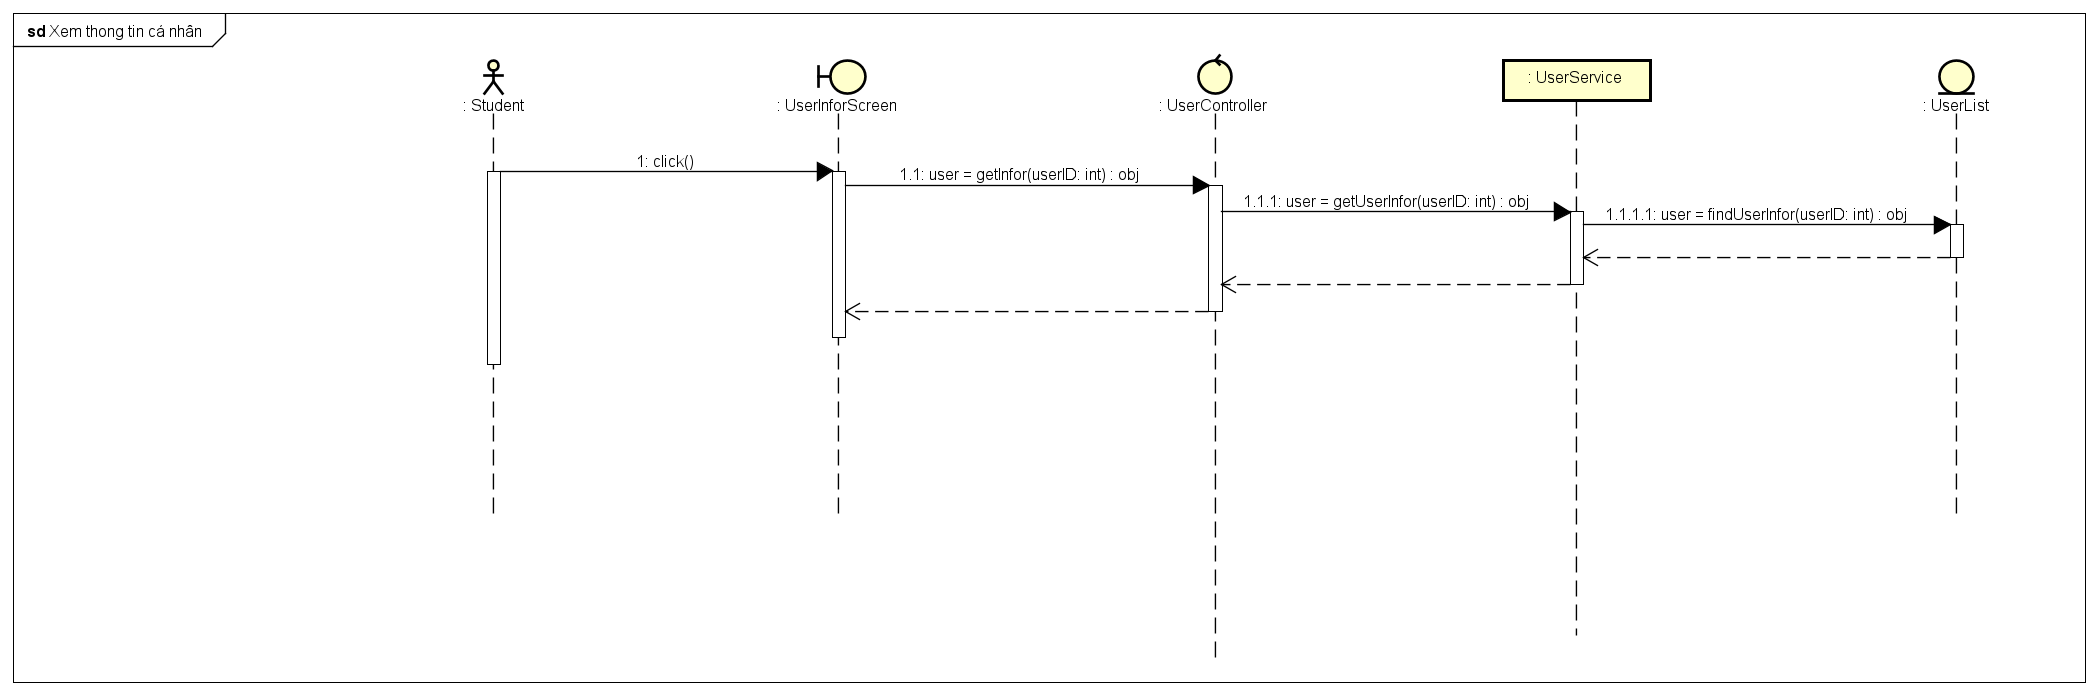 sd Xem thong tin cá nhân
: Student
: UserInforScreen
: UserController
: UserService
: UserList
1: click()
1.1: user = getInfor(userID: int) : obj
1.1.1: user = getUserInfor(userID: int) : obj
1.1.1.1: user = findUserInfor(userID: int) : obj